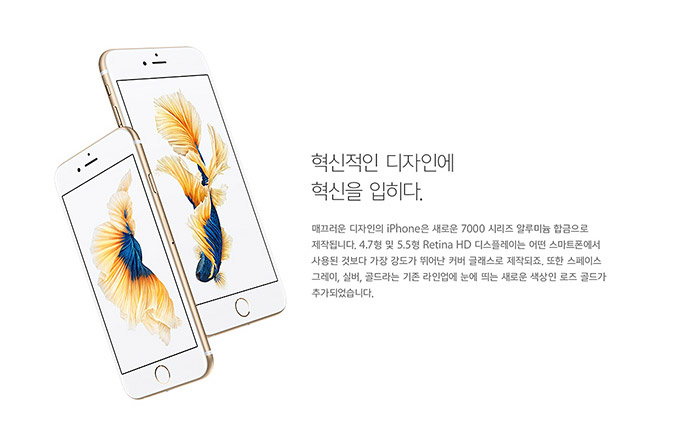 혁신적인 디자인에
혁신을 입히다.
매끄러운 디자인의 iPhone은 새로운 7000 시리즈 알루미늄 합금으로
제작됩니다. 4.7형 및 5.5형 Retina HD 디스플레이는 어떤 스마트폰에서
사용된 것보다 가장 강도가 뛰어난 커버 글래스로 제작되죠. 또한 스페이스
그레이, 실버, 골드라는 기존 라인업에 눈에 띄는 새로운 색상인 로즈 골드가
추가되었습니다.